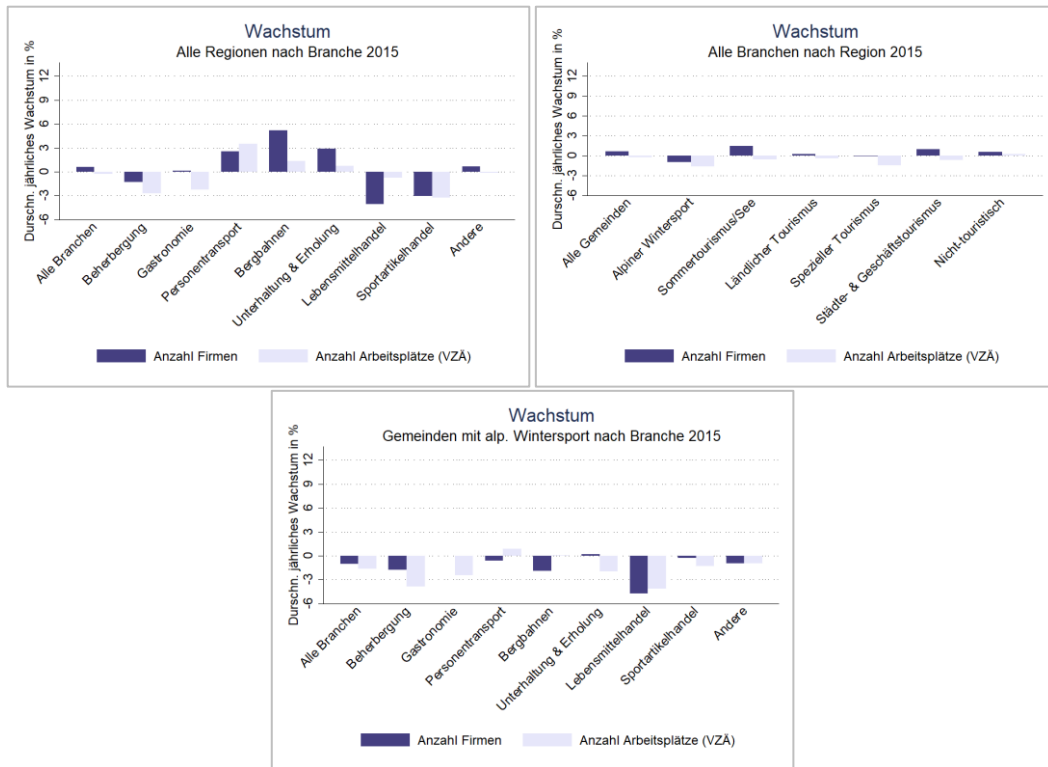 Wachstum
Alle Regionen nach Branche 2015
Durschn. jährliches Wachstum in %
12
9
6
3
0
-3
-6
Alle Branchen
Beherbergung
Gastronomie
Personentransport
Bergbahnen
Unterhaltung & Erholung
Lebensmittelhandel
Sportartikelhandel
Andere
Anzahl Firmen
Anzahl Arbeitsplätze (VZÄ)
Wachstum
Alle Branchen nach Region 2015
Durschn. jährliches Wachstum in %
12
9
6
3
0
-3
-6
Alle Gemeinden
Alpiner Wintersport
Sommertourismus/See
Ländlicher Tourismus
Spezieller Tourismus
Städte- & Geschäftstourismus
Nicht-touristisch
Anzahl Firmen
Anzahl Arbeitsplätze (VZÄ)
Wachstum
Gemeinden mit alp. Wintersport nach Branche 2015
Durschn. jährliches Wachstum in %
12
9
6
3
0
-3
-6
Alle Branchen
Beherbergung
Gastronomie
Personentransport
Bergbahnen
Unterhaltung & Erholung
Lebensmittelhandel
Sportartikelhandel
Andere
Anzahl Firmen
Anzahl Arbeitsplätze (VZÄ)